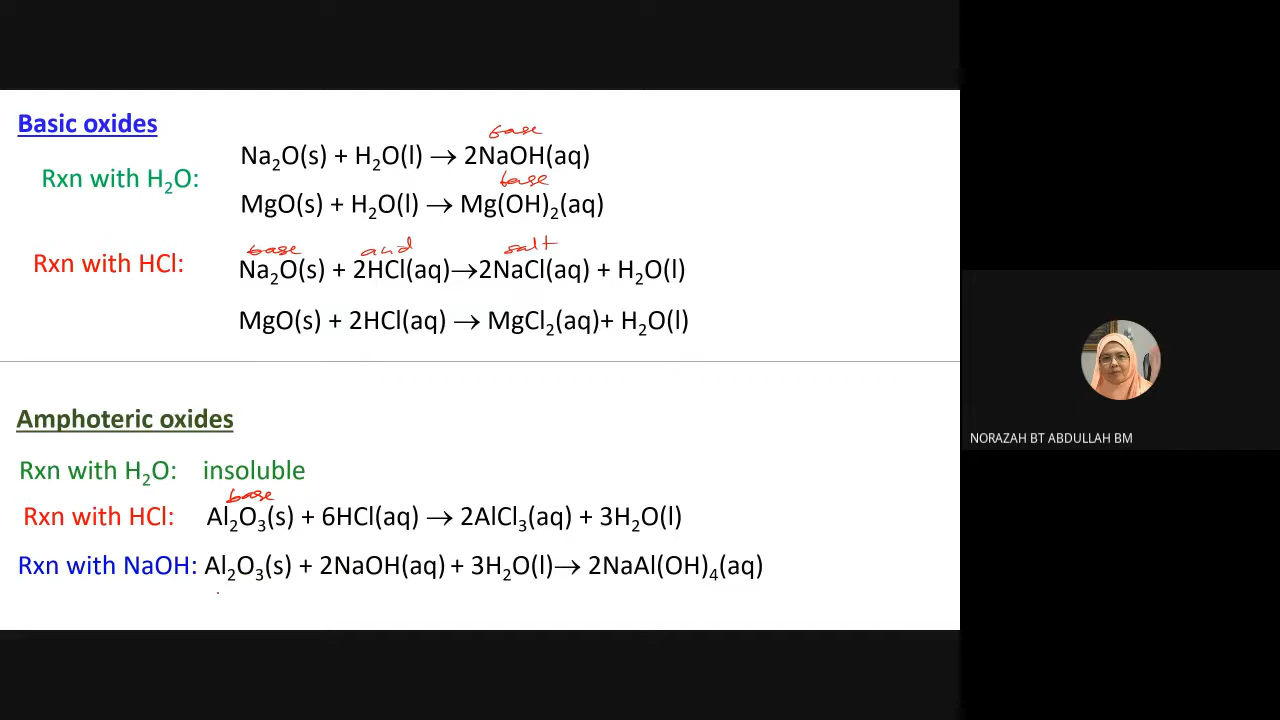 Basic oxides
base
Na₂O(s) + H₂O(l) → 2NaOH(aq)
Rxn with H₂O:
base
MgO(s) + H₂O(l) → Mg(OH)₂(aq)
base acid salt
Rxn with HCl: Na₂O(s) + 2HCl(aq)→2NaCl(aq) + H₂O(l)
MgO(s) + 2HCl(aq) → MgCl₂(aq)+ H₂O(l)
Amphoteric oxides
Rxn with H₂O: insoluble
base
Rxn with HCl: Al₂O₃(s) + 6HCl(aq) → 2AlCl₃(aq) + 3H₂O(l)
Rxn with NaOH: Al₂O₃(s) + 2NaOH(aq) + 3H₂O(l)→ 2NaAl(OH)₄(aq)
NORAZAH BT ABDULLAH BM